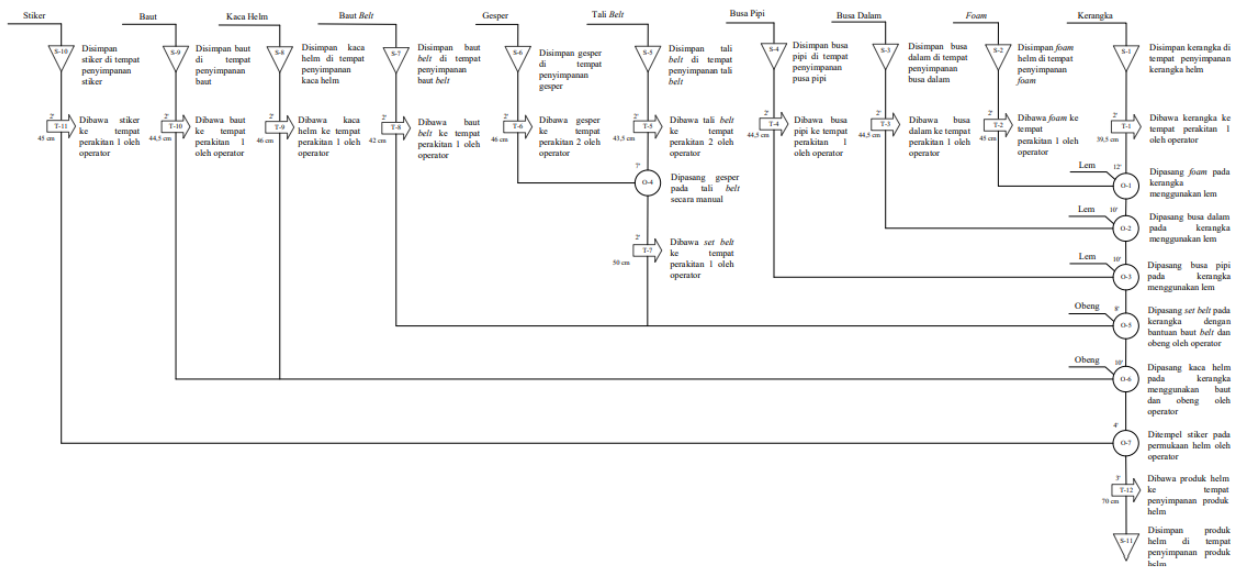 Stiker
Baut
Kaca Helm
Baut Belt
Gesper
Tali Belt
Busa Pipi
Busa Dalam
Foam
Kerangka
S-10
Disimpan
stiker di tempat
penyimpanan
stiker
S-9
Disimpan baut
di tempat
penyimpanan
baut
S-8
Disimpan kaca
helm di tempat
penyimpanan
kaca helm
S-7
Disimpan baut
belt di tempat
penyimpanan
baut belt
S-6
Disimpan gesper
di tempat
penyimpanan
gesper
S-5
Disimpan tali
belt di tempat
penyimpanan tali
belt
S-4
Disimpan busa
pipi di tempat
penyimpanan
pusa pipi
S-3
Disimpan busa
dalam di tempat
penyimpanan
busa dalam
S-2
Disimpan foam
helm di tempat
penyimpanan
foam
S-1
Disimpan kerangka di
tempat penyimpanan
kerangka helm
2'
T-11
45 cm
Dibawa stiker
ke tempat
perakitan 1 oleh
operator
2'
T-10
44,5 cm
Dibawa baut
ke tempat
perakitan 1
oleh operator
2'
T-9
46 cm
Dibawa kaca
helm ke tempat
perakitan 1 oleh
operator
2'
T-8
42 cm
Dibawa baut
belt ke tempat
perakitan 1 oleh
operator
2'
T-6
46 cm
Dibawa gesper
ke tempat
perakitan 2 oleh
operator
2'
T-5
43,5 cm
Dibawa tali belt
ke tempat
perakitan 2 oleh
operator
2'
T-4
44,5 cm
Dibawa busa
pipi ke tempat
perakitan 1
oleh operator
2'
T-3
44,5 cm
Dibawa busa
dalam ke tempat
perakitan 1 oleh
operator
2'
T-2
45 cm
Dibawa foam ke
tempat
perakitan 1 oleh
operator
2'
T-1
39,5 cm
Dibawa kerangka ke
tempat perakitan 1
oleh operator
7'
O-4
Dipasang gesper
pada tali belt
secara manual
Lem
12'
O-1
Dipasang foam pada
kerangka
menggunakan lem
Lem
10'
O-2
Dipasang busa dalam
pada kerangka
menggunakan lem
2'
T-7
50 cm
Dibawa set belt
ke tempat
perakitan 1 oleh
operator
Lem
10'
O-3
Dipasang busa pipi
pada kerangka
menggunakan lem
Obeng
8'
O-5
Dipasang set belt pada
kerangka dengan
bantuan baut belt dan
obeng oleh operator
Obeng
10'
O-6
Dipasang kaca helm
pada kerangka
menggunakan baut
dan obeng oleh
operator
4'
O-7
Ditempel stiker pada
permukaan helm oleh
operator
3'
T-12
70 cm
Dibawa produk helm
ke tempat
penyimpanan produk
helm
S-11
Disimpan produk
helm di tempat
penyimpanan produk
helm